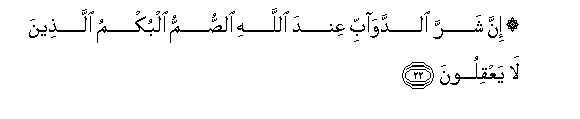 ۞ إِنَّ شَرَّ ٱلدَّوَآبِّ عِندَ ٱللَّهِ ٱلصُّمُّ ٱلْبُكْمُ ٱلَّذِينَ
لَا يَعْقِلُونَ ٢٢